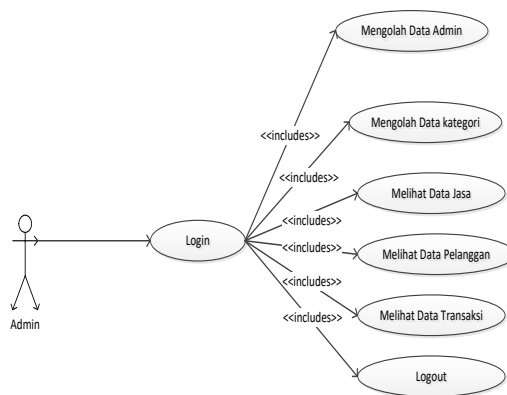 Mengolah Data Admin
<<includes>>
Mengolah Data kategori
<<includes>>
Melihat Data Jasa
<<includes>>
Login
<<includes>>
Melihat Data Pelanggan
<<includes>>
Melihat Data Transaksi
<<includes>>
Admin
Logout